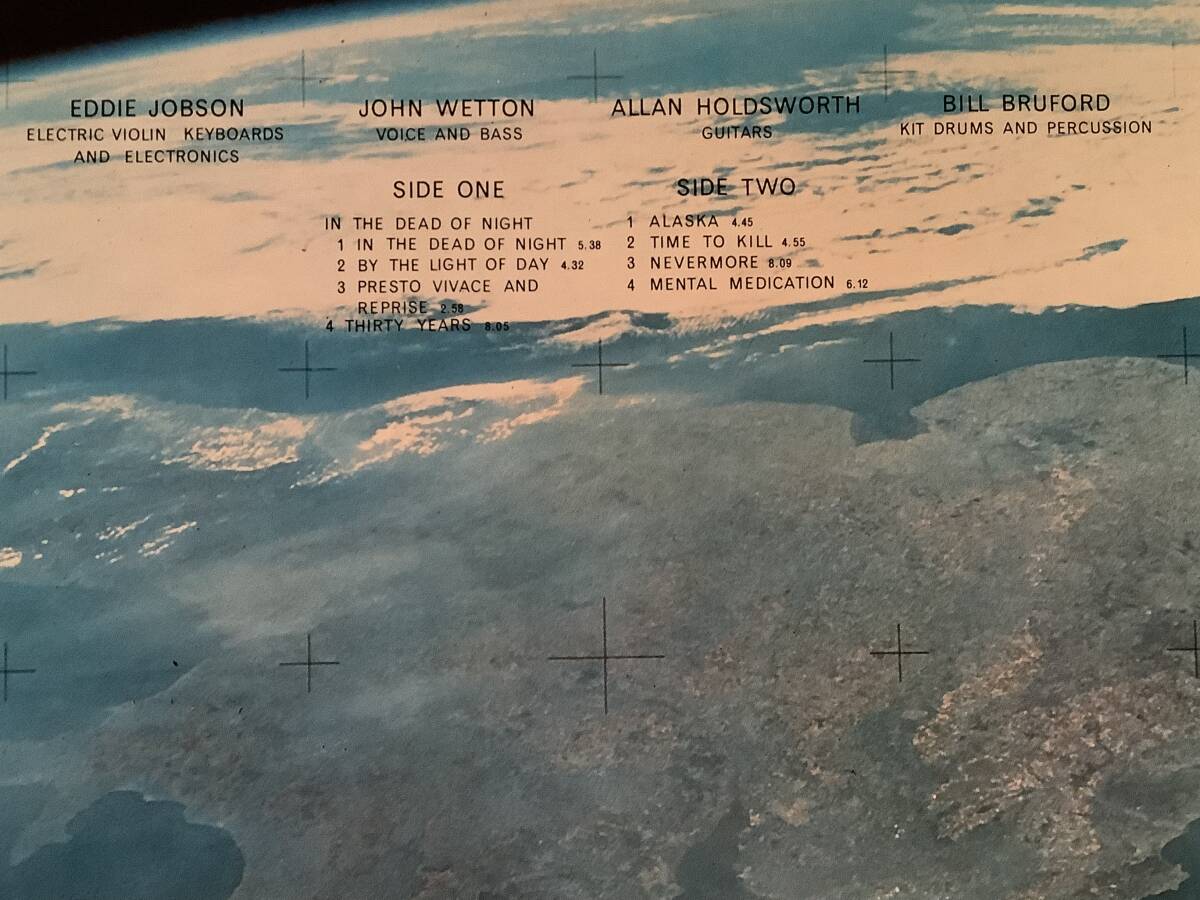 EDDIE JOBSON
ELECTRIC VIOLIN KEYBOARDS
AND ELECTRONICS
JOHN WETTON
VOICE AND BASS
ALLAN HOLDSWORTH
GUITARS
BILL BRUFORD
KIT DRUMS AND PERCUSSION
SIDE ONE
IN THE DEAD OF NIGHT
1 IN THE DEAD OF NIGHT 5.38
2 BY THE LIGHT OF DAY 4.32
3 PRESTO VIVACE AND
REPRISE 2.58
4 THIRTY YEARS 8.05
SIDE TWO
1 ALASKA 4.45
2 TIME TO KILL 4.55
3 NEVERMORE 8.09
4 MENTAL MEDICATION 6.12